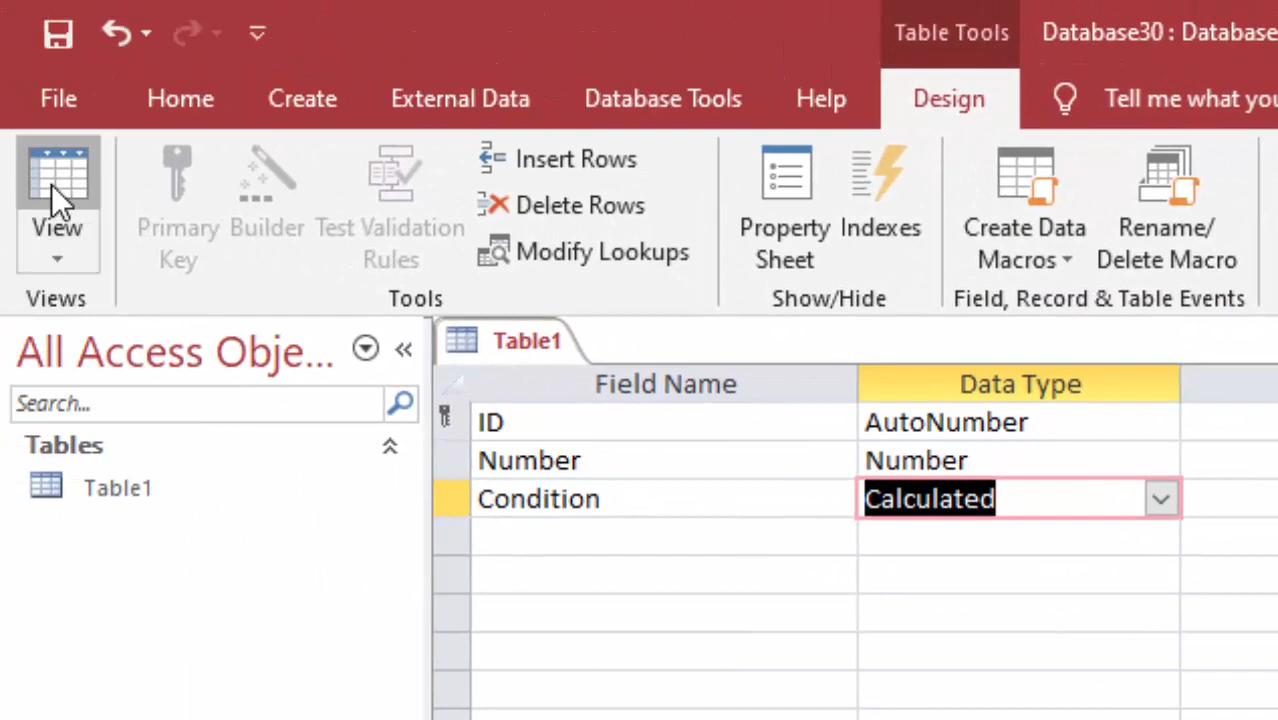 Table Tools
Database30 : Database
File Home Create External Data Database Tools Help Design Tell me what you
View
Primary Key
Builder
Test Validation Rules
Insert Rows
Delete Rows
Modify Lookups
Property Sheet
Indexes
Create Data Macros
Rename/ Delete Macro
Views Tools Show/Hide Field, Record & Table Events
All Access Obje...
Search...
Tables
Table1
Table1
Field Name Data Type
ID AutoNumber
Number Number
Condition Calculated